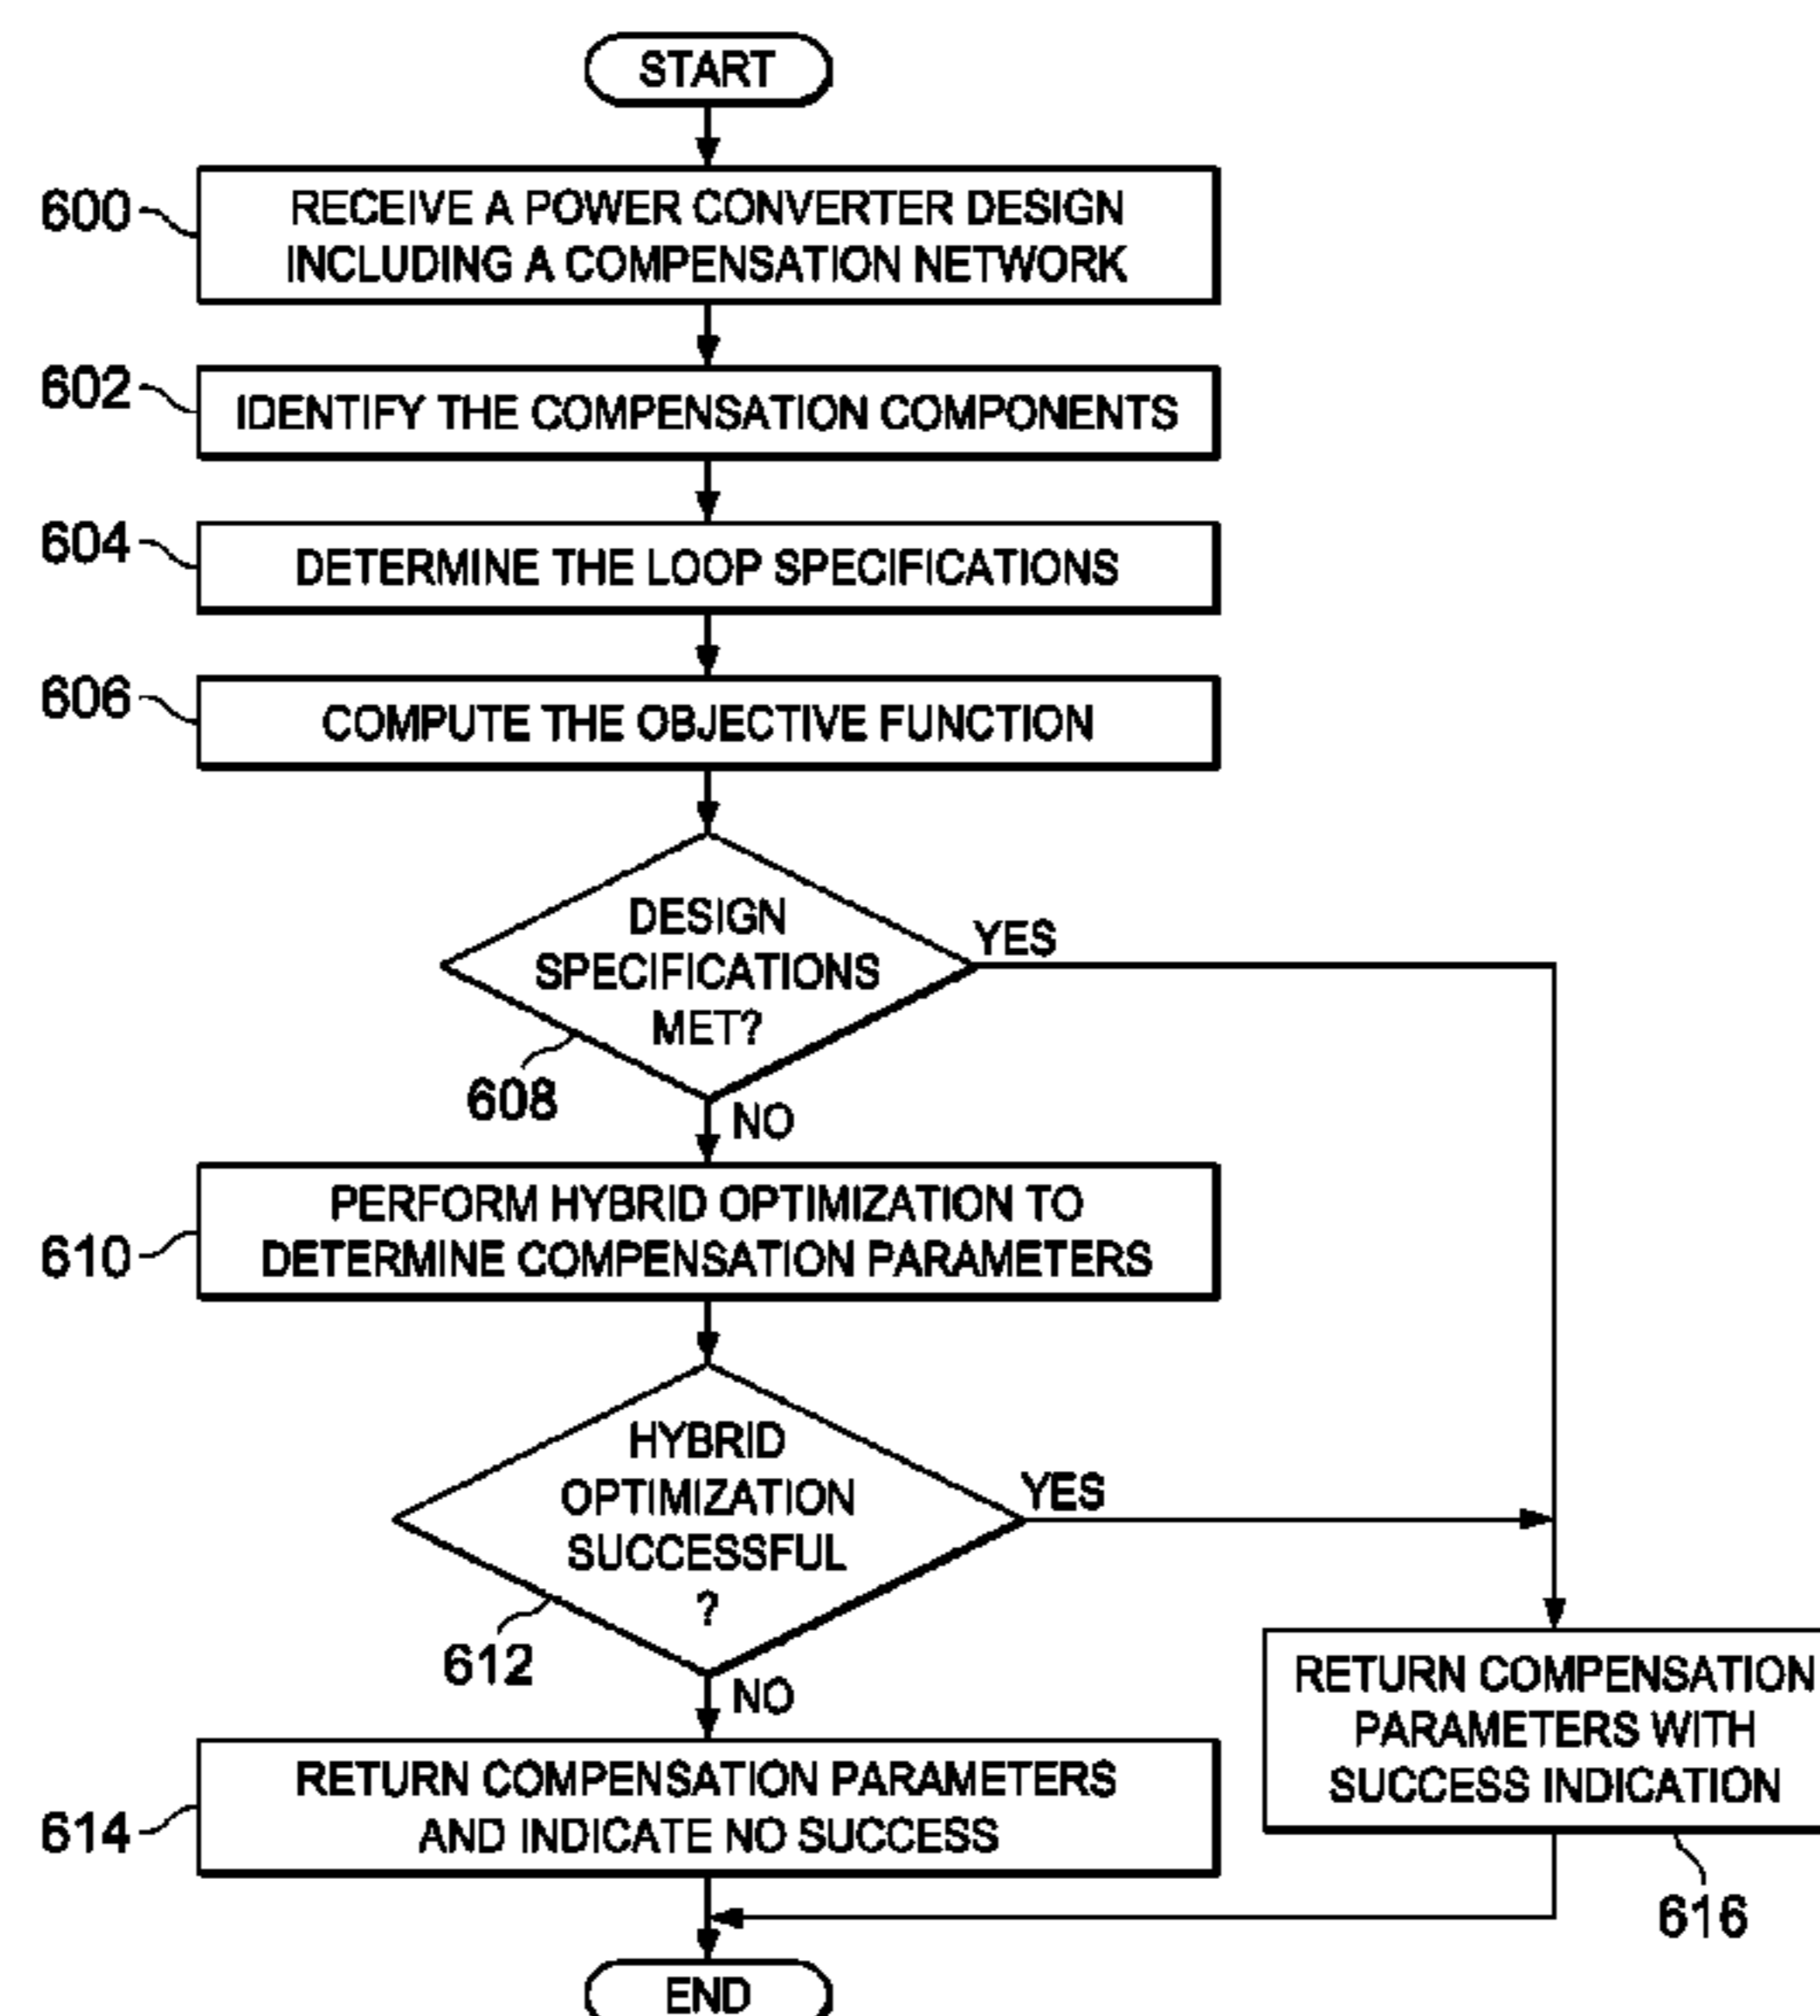 START
600
RECEIVE A POWER CONVERTER DESIGN
INCLUDING A COMPENSATION NETWORK
602
IDENTIFY THE COMPENSATION COMPONENTS
604
DETERMINE THE LOOP SPECIFICATIONS
606
COMPUTE THE OBJECTIVE FUNCTION
DESIGN
SPECIFICATIONS
MET?
YES
608
NO
610
PERFORM HYBRID OPTIMIZATION TO
DETERMINE COMPENSATION PARAMETERS
HYBRID
OPTIMIZATION
SUCCESSFUL
?
YES
612
NO
614
RETURN COMPENSATION PARAMETERS
AND INDICATE NO SUCCESS
RETURN COMPENSATION
PARAMETERS WITH
SUCCESS INDICATION
616
END